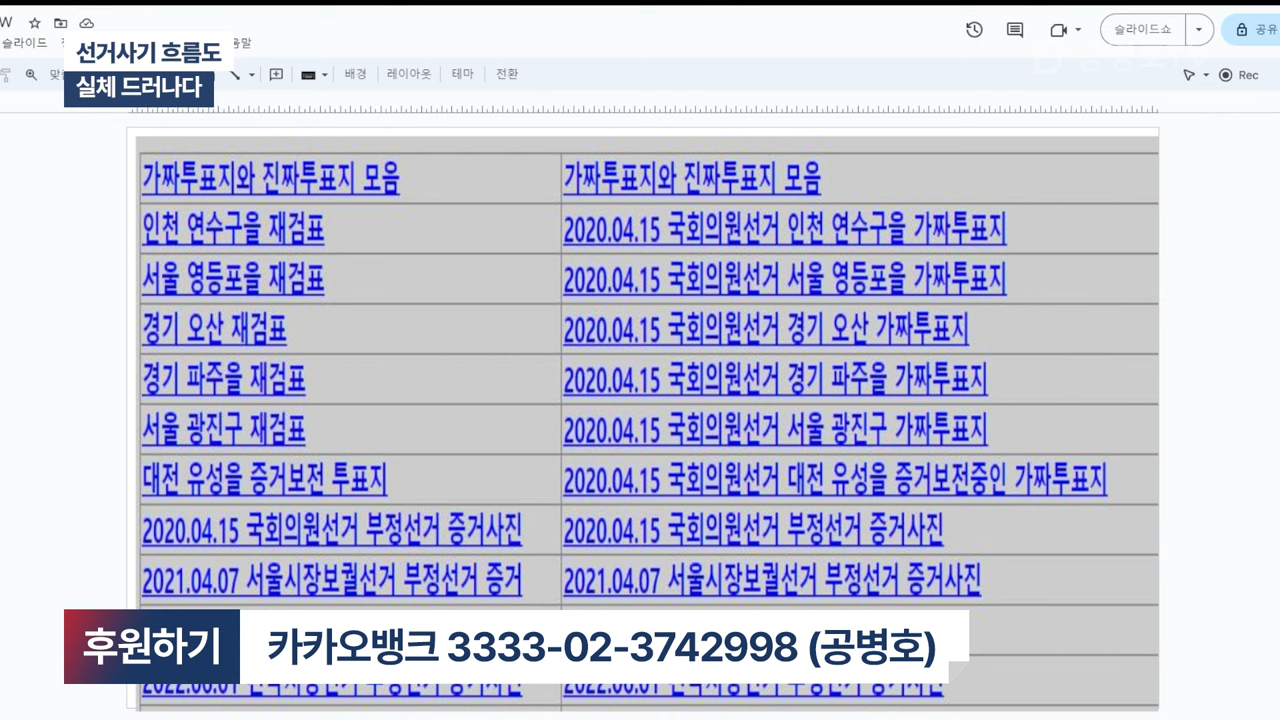 W
슬라이드
움말
선거사기 흐름도
실체 드러나다
배경 레이아웃 테마 전환
슬라이드쇼
공유
Rec
가짜투표지와 진짜투표지 모음 가짜투표지와 진짜투표지 모음
인천 연수구을 재검표 2020.04.15 국회의원선거 인천 연수구을 가짜투표지
서울 영등포을 재검표 2020.04.15 국회의원선거 서울 영등포을 가짜투표지
경기 오산 재검표 2020.04.15 국회의원선거 경기 오산 가짜투표지
경기 파주을 재검표 2020.04.15 국회의원선거 경기 파주을 가짜투표지
서울 광진구 재검표 2020.04.15 국회의원선거 서울 광진구 가짜투표지
대전 유성을 증거보전 투표지 2020.04.15 국회의원선거 대전 유성을 증거보전중인 가짜투표지
2020.04.15 국회의원선거 부정선거 증거사진 2020.04.15 국회의원선거 부정선거 증거사진
2021.04.07 서울시장보궐선거 부정선거 증거 2021.04.07 서울시장보궐선거 부정선거 증거사진
후원하기 카카오뱅크 3333-02-3742998 (공병호)